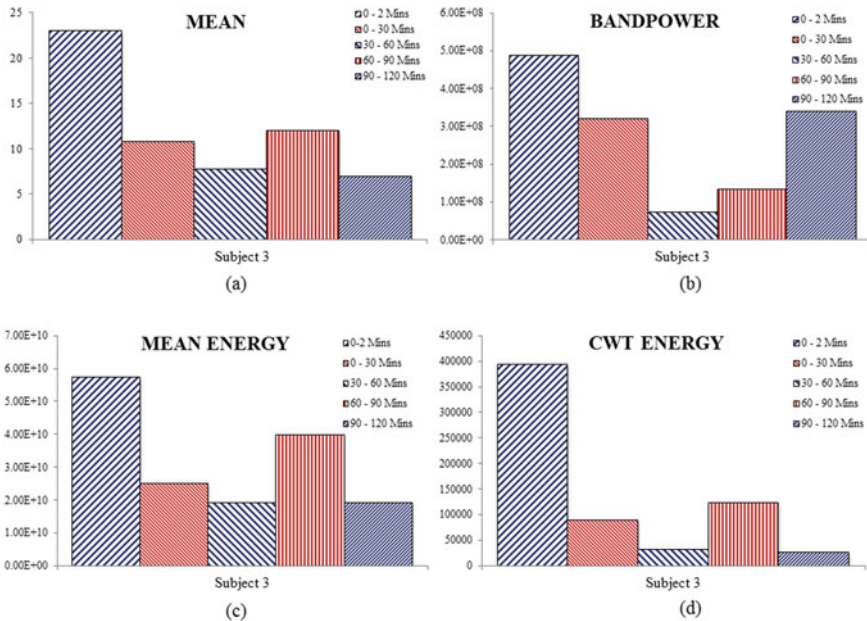 MEAN
25
20
15
10
5
0
0 - 2 Mins
0 - 30 Mins
30 - 60 Mins
60 - 90 Mins
90 - 120 Mins
Subject 3
(a)
BANDPOWER
6.00E+08
5.00E+08
4.00E+08
3.00E+08
2.00E+08
1.00E+08
0.00E+00
0 - 2 Mins
0 - 30 Mins
30 - 60 Mins
60 - 90 Mins
90 - 120 Mins
Subject 3
(b)
MEAN ENERGY
7.00E+10
6.00E+10
5.00E+10
4.00E+10
3.00E+10
2.00E+10
1.00E+10
0.00E+00
0-2 Mins
0 - 30 Mins
30 - 60 Mins
60 - 90 Mins
90 - 120 Mins
Subject 3
(c)
CWT ENERGY
450000
400000
350000
300000
250000
200000
150000
100000
50000
0
0 - 2 Mins
0 - 30 Mins
30 - 60 Mins
60 - 90 Mins
90 - 120 Mins
Subject 3
(d)